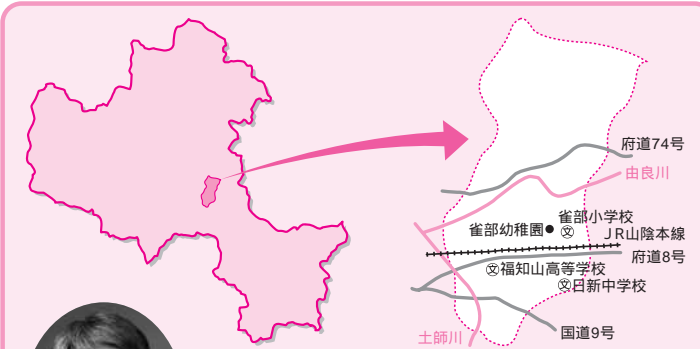 府道74号
由良川
雀部小学校
雀部幼稚園
JR山陰本線
府道8号
福知山高等学校
日新中学校
国道9号
土師川